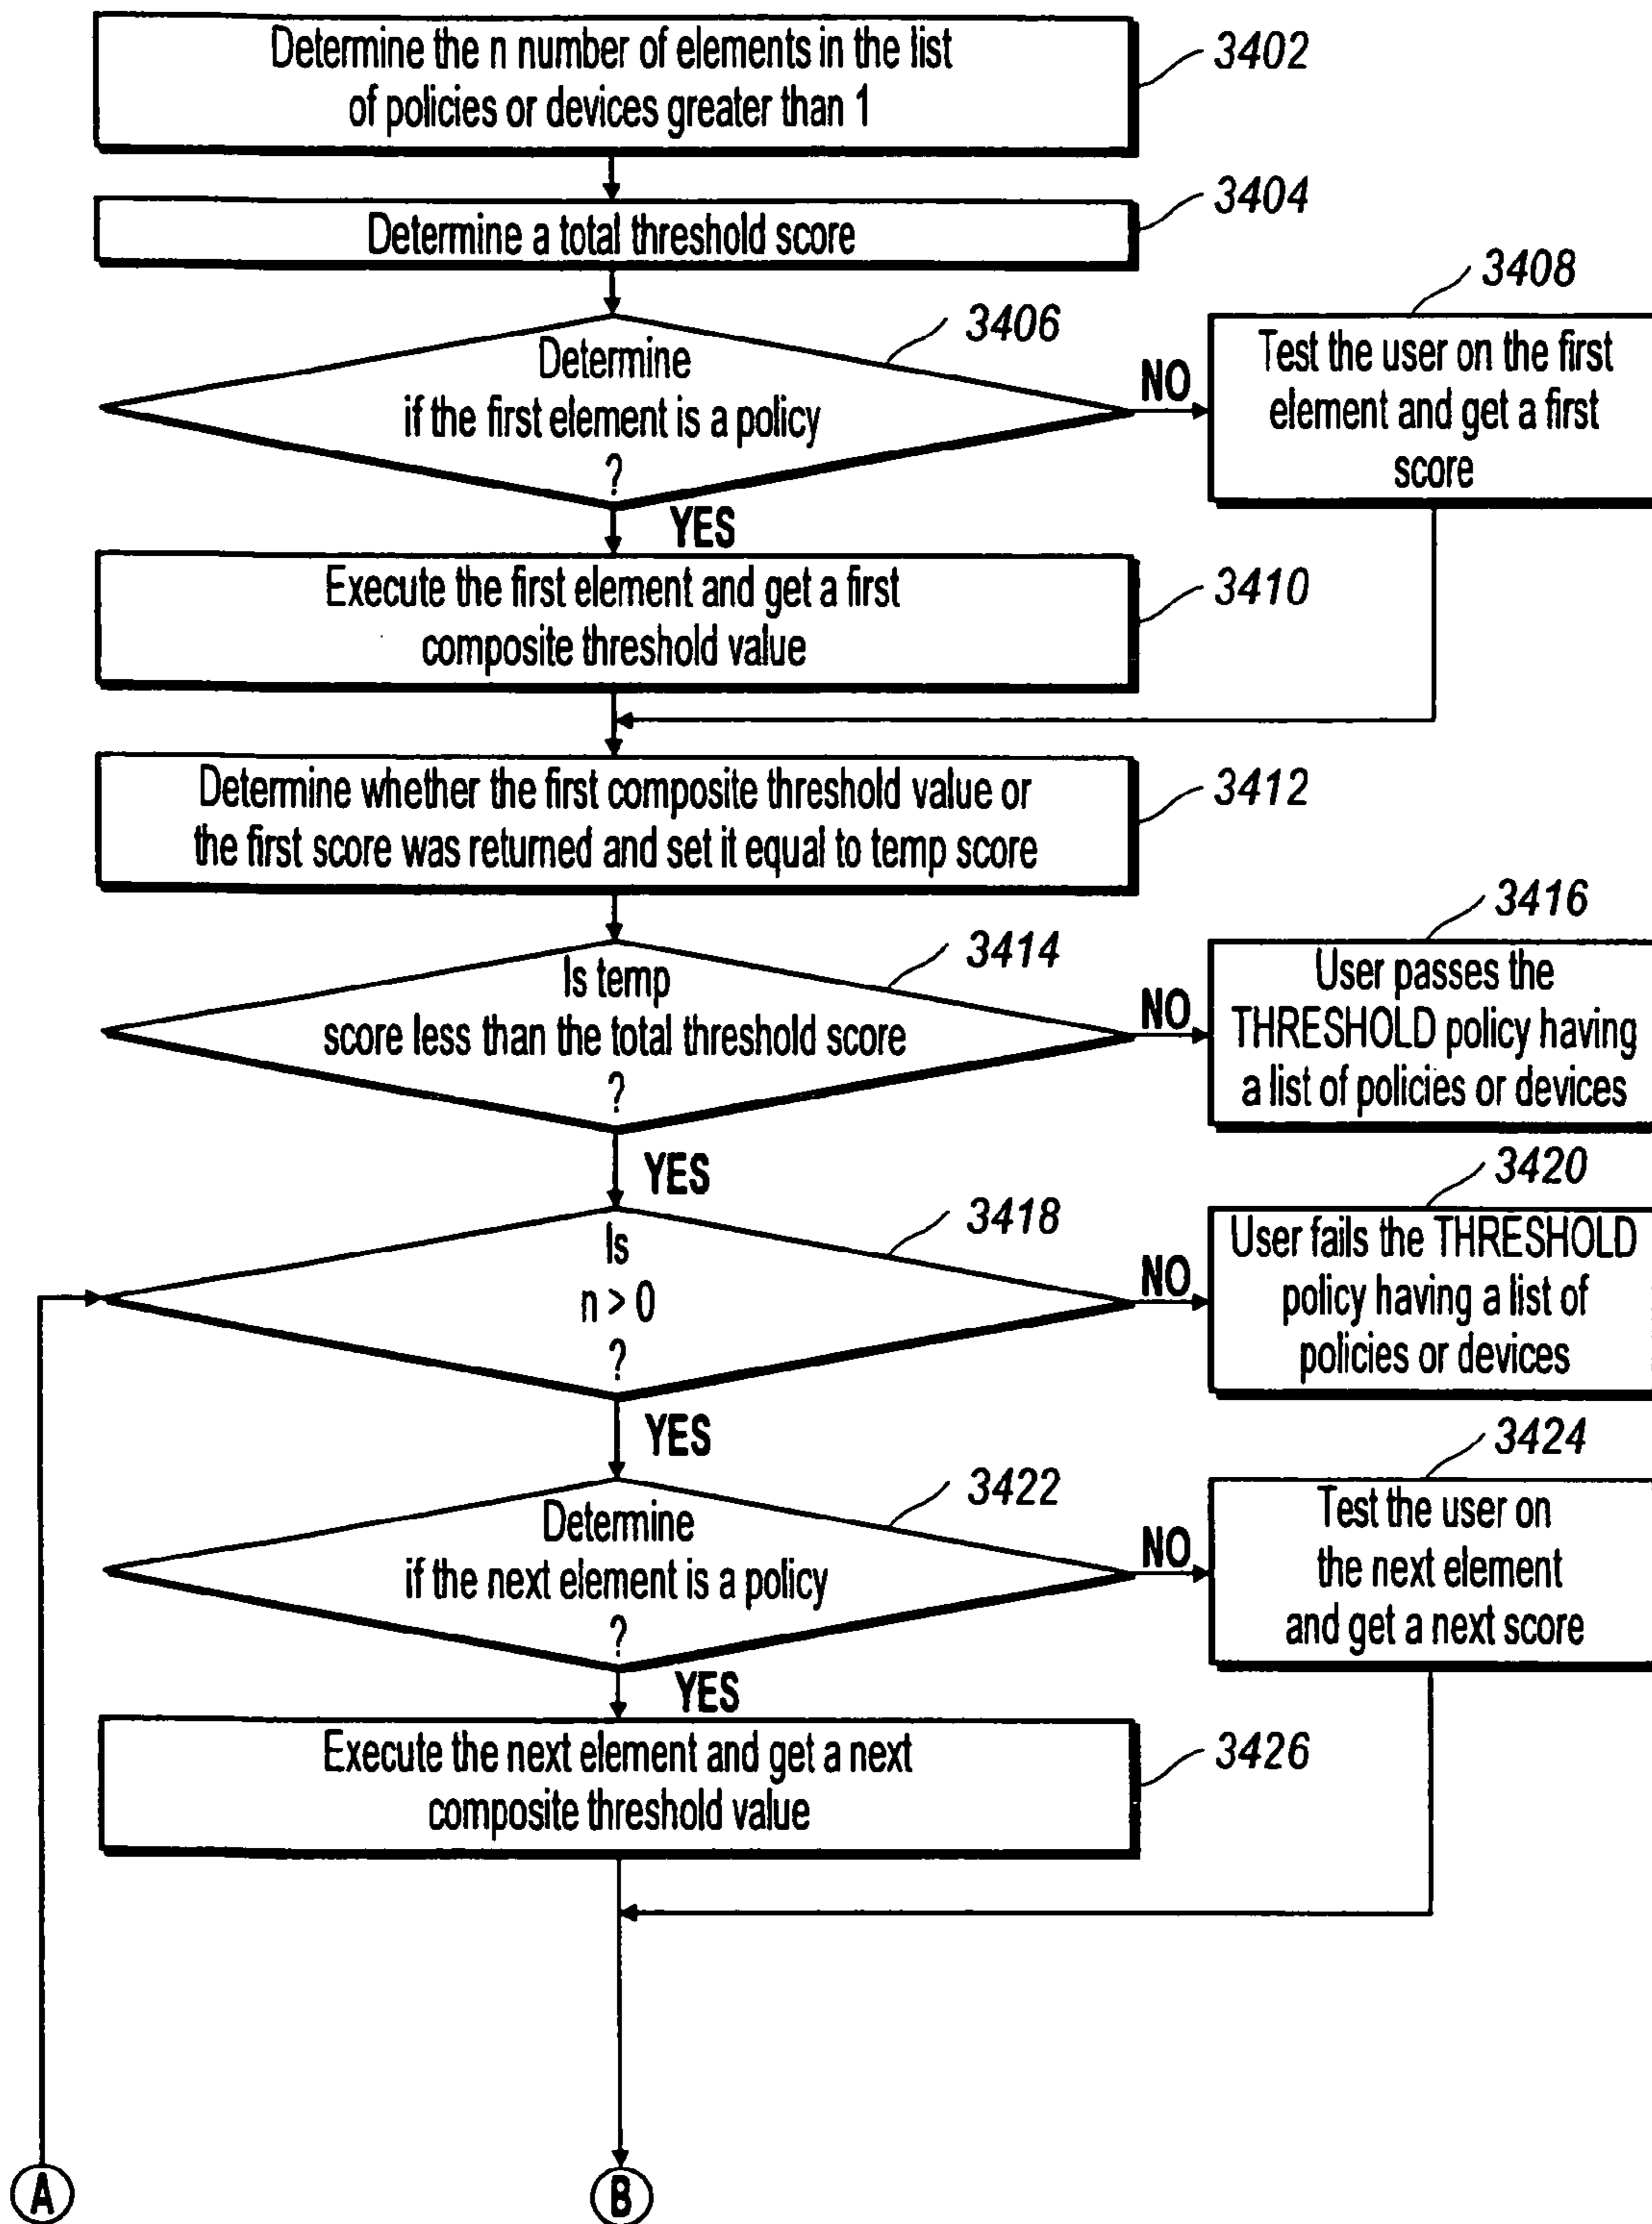 Determine the n number of elements in the list
of policies or devices greater than 1
3402
Determine a total threshold score
3404
Determine
if the first element is a policy
?
3406
NO
Test the user on the first
element and get a first
score
3408
YES
Execute the first element and get a first
composite threshold value
3410
Determine whether the first composite threshold value or
the first score was returned and set it equal to temp score
3412
Is temp
score less than the total threshold score
?
3414
NO
User passes the
THRESHOLD policy having
a list of policies or devices
3416
YES
Is
n > 0
?
3418
NO
User fails the THRESHOLD
policy having a list of
policies or devices
3420
YES
Determine
if the next element is a policy
?
3422
NO
Test the user on
the next element
and get a next score
3424
YES
Execute the next element and get a next
composite threshold value
3426
A
B